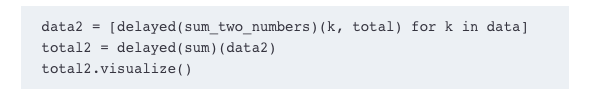 data2 = [delayed(sum_two_numbers)(k, total) for k in data]
total2 = delayed(sum)(data2)
total2.visualize()